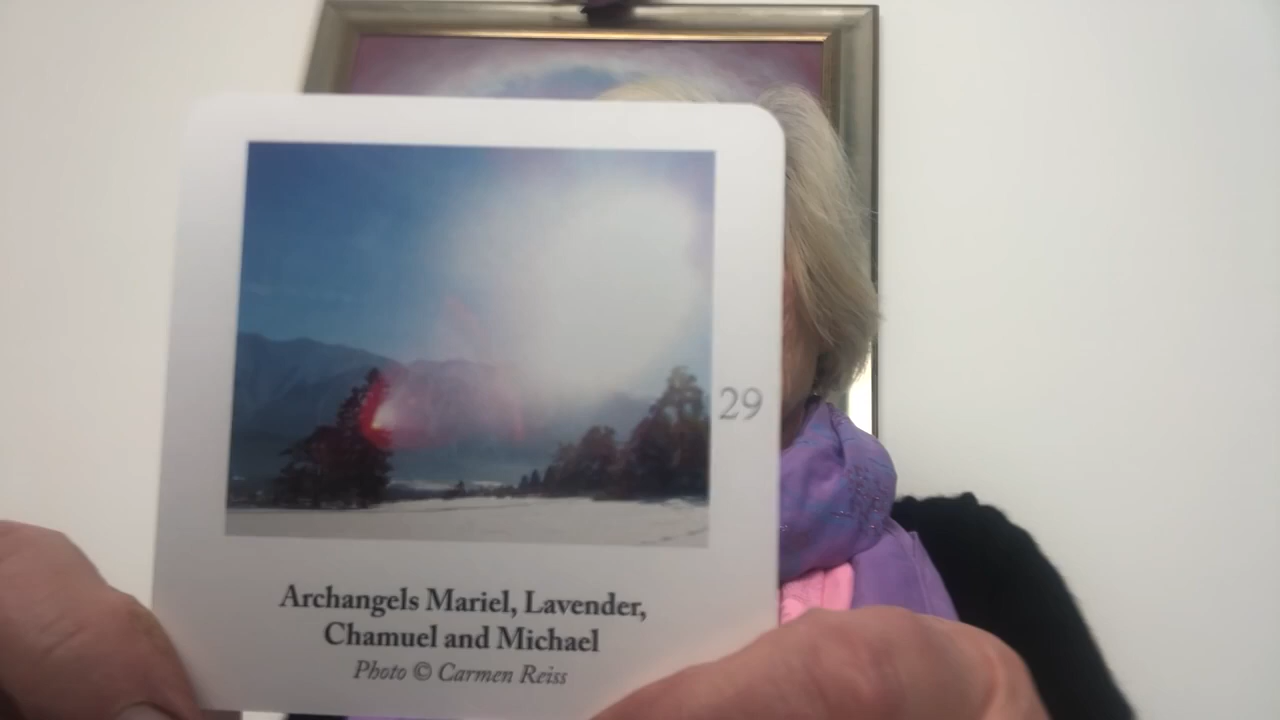 29
Archangels Mariel, Lavender,
Chamuel and Michael
Photo © Carmen Reiss